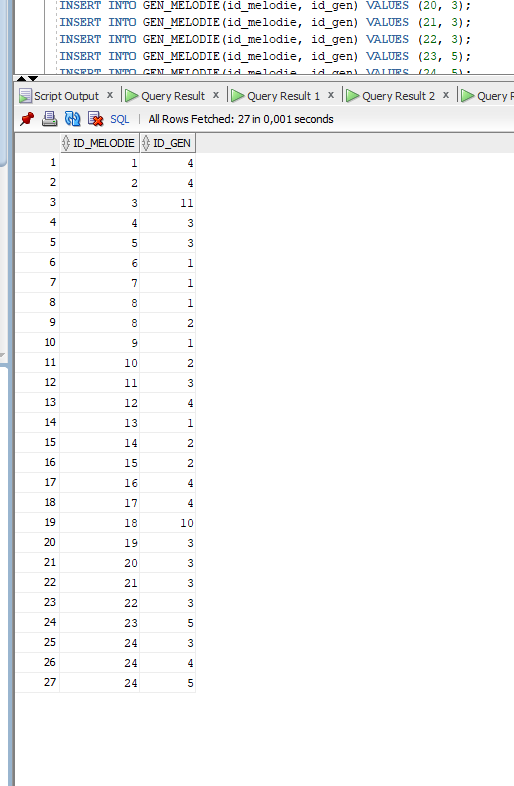 INSERT INTO GEN_MELODIE(id_melodie, id_gen) VALUES (20, 3);
INSERT INTO GEN_MELODIE(id_melodie, id_gen) VALUES (21, 3);
INSERT INTO GEN_MELODIE(id_melodie, id_gen) VALUES (22, 3);
INSERT INTO GEN_MELODIE(id_melodie, id_gen) VALUES (23, 5);
INSERT INTO GEN_MELODIE(id_melodie, id_gen) VALUES (24, 5);
Script Output x Query Result x Query Result 1 x Query Result 2 x Query R
SQL | All Rows Fetched: 27 in 0,001 seconds
ID_MELODIE ID_GEN
1 1 4
2 2 4
3 3 11
4 4 3
5 5 3
6 6 1
7 7 1
8 8 1
9 8 2
10 9 1
11 10 2
12 11 3
13 12 4
14 13 1
15 14 2
16 15 2
17 16 4
18 17 4
19 18 10
20 19 3
21 20 3
22 21 3
23 22 3
24 23 5
25 24 3
26 24 4
27 24 5